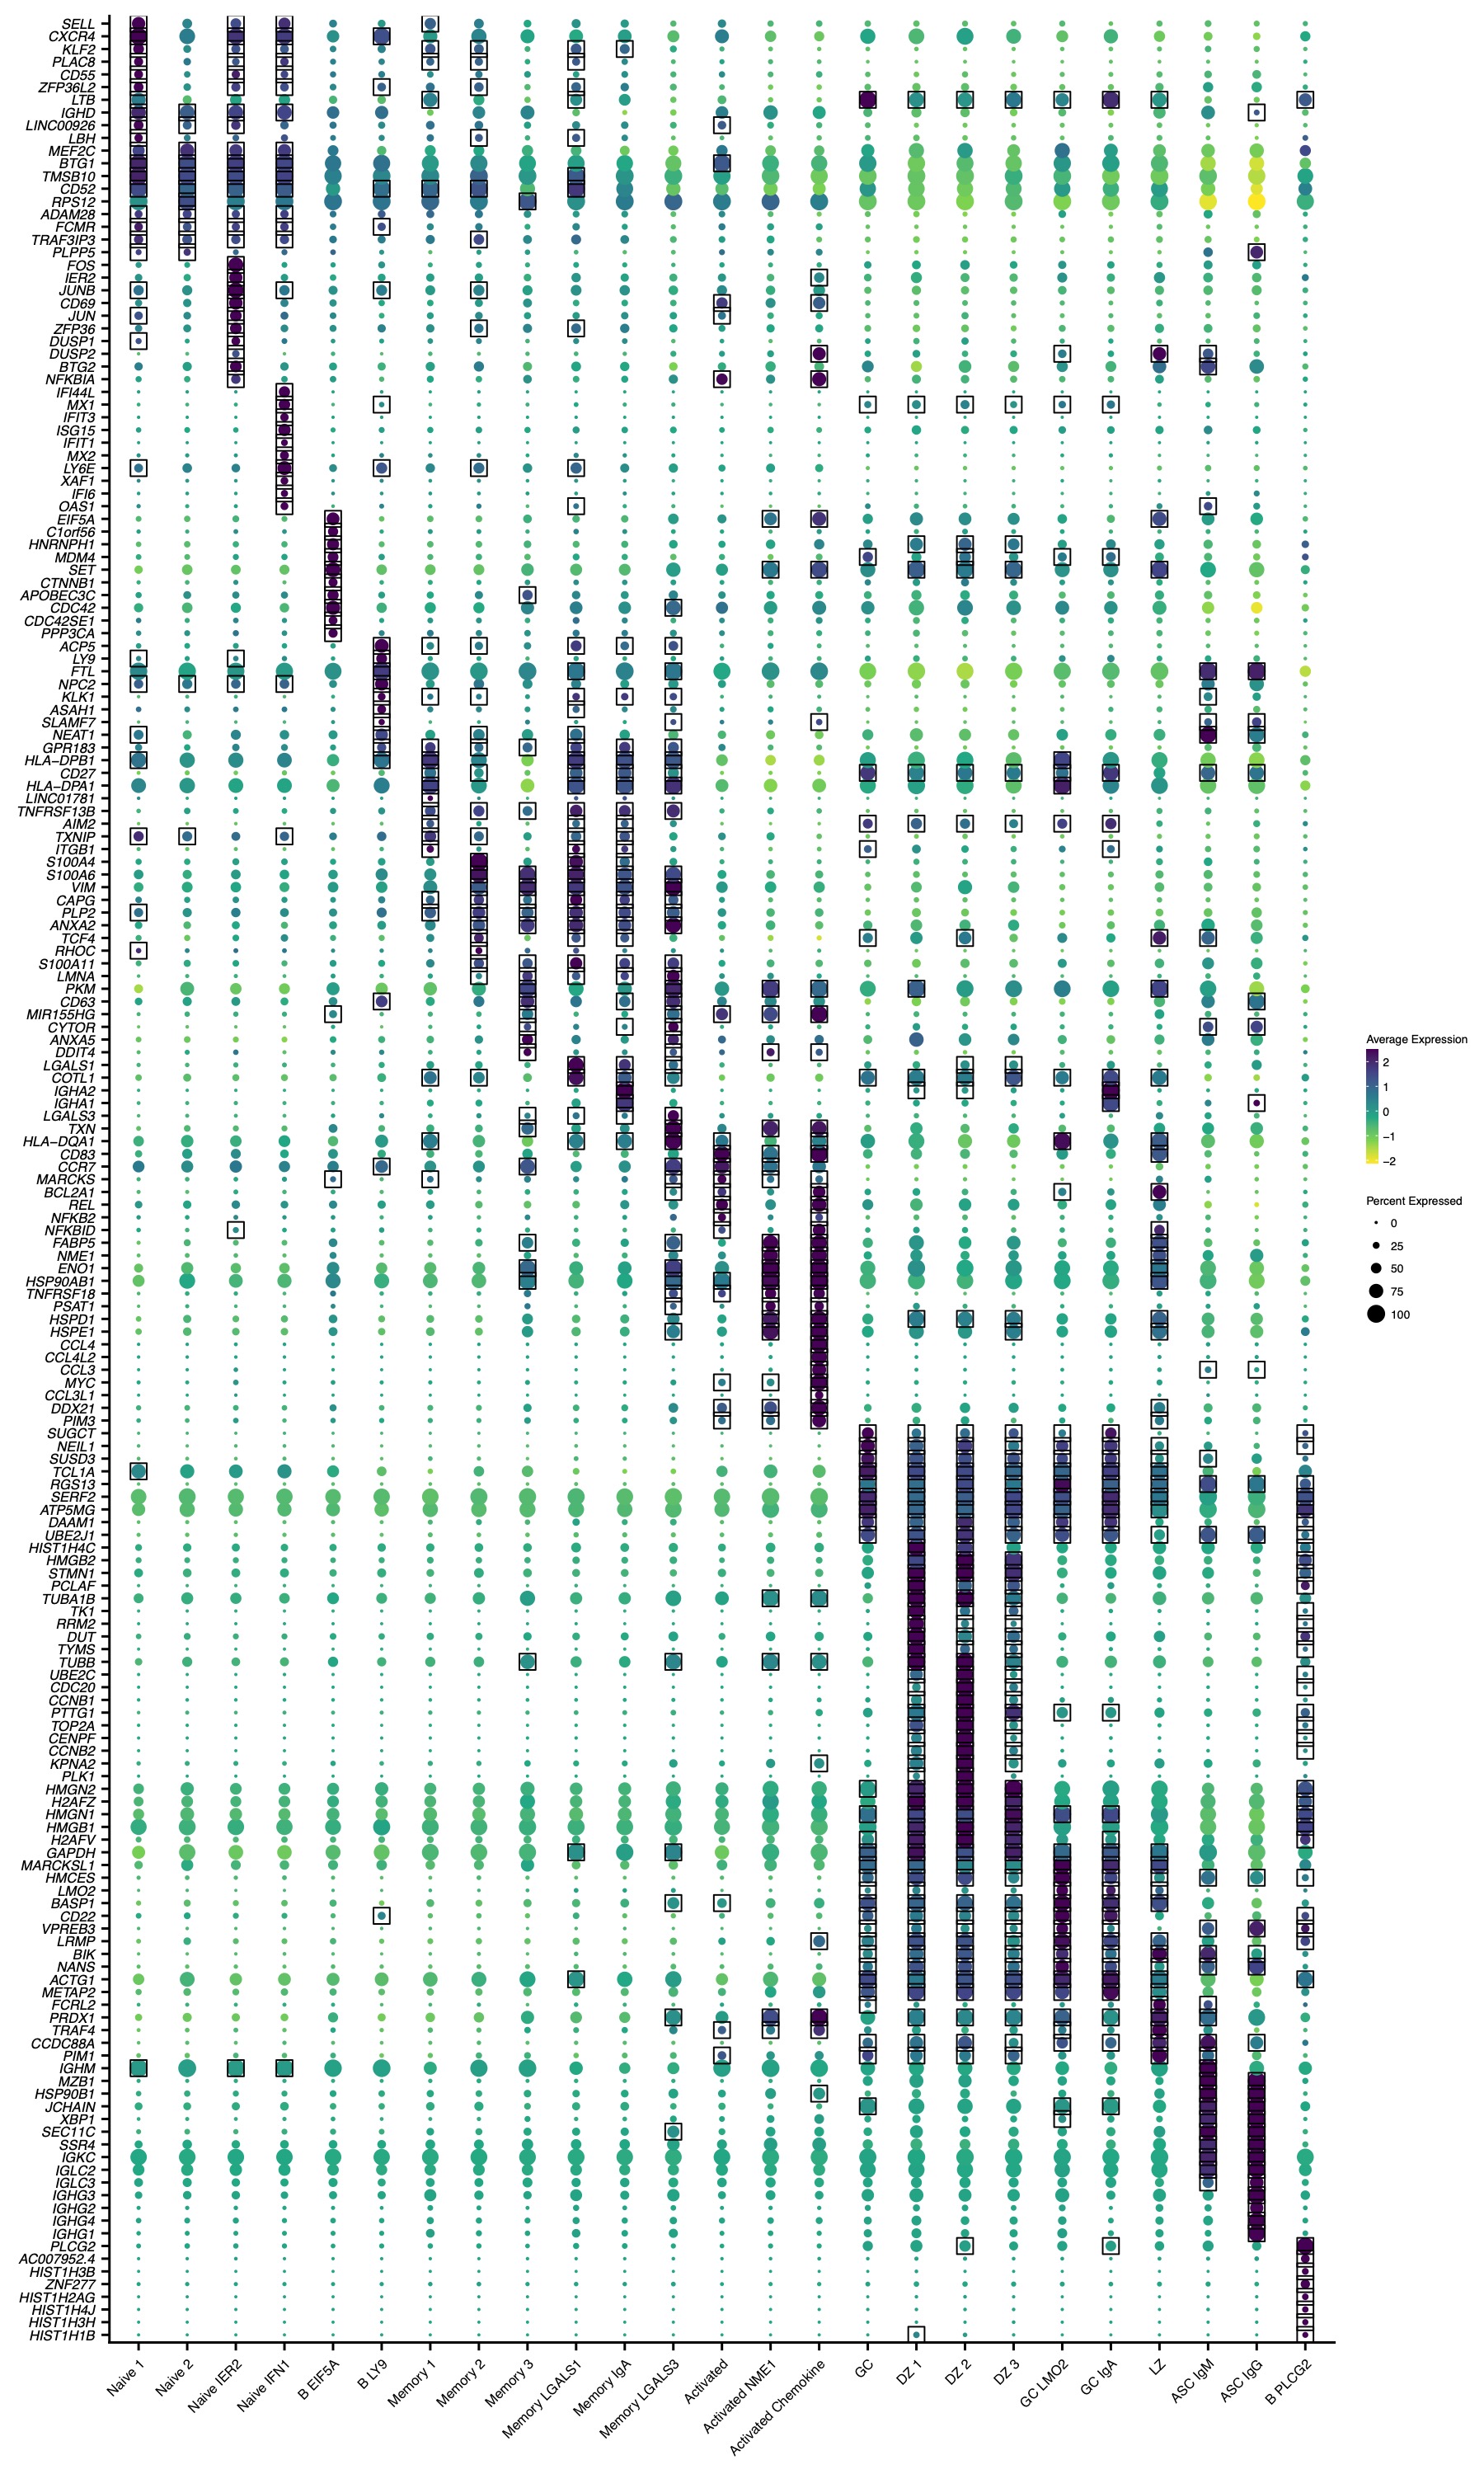 SELL
CXCR4
KLF2
PLAC8
CD55
ZFP36L2
LTB
IGHD
LINC00926
LBH
MEF2C
BTG1
TMSB10
CD52
RPS12
ADAM28
FCMR
TRAF3IP3
PLPP5
FOS
IER2
JUNB
CD69
JUN
ZFP36
DUSP1
DUSP2
BTG2
NFKBIA
IFI44L
MX1
IFIT3
ISG15
IFIT1
MX2
LY6E
XAF1
IFI6
OAS1
EIF5A
C1orf56
HNRNPH1
MDM4
SET
CTNNB1
APOBEC3C
CDC42
CDC42SE1
PPP3CA
ACP5
LY9
FTL
NPC2
KLK1
ASAH1
SLAMF7
NEAT1
GPR183
HLA−DPB1
CD27
HLA−DPA1
LINC01781
TNFRSF13B
AIM2
TXNIP
ITGB1
S100A4
S100A6
VIM
CAPG
PLP2
ANXA2
TCF4
RHOC
S100A11
LMNA
PKM
CD63
MIR155HG
CYTOR
ANXA5
DDIT4
LGALS1
COTL1
IGHA2
IGHA1
LGALS3
TXN
HLA−DQA1
CD83
CCR7
MARCKS
BCL2A1
REL
NFKB2
NFKBID
FABP5
NME1
ENO1
HSP90AB1
TNFRSF18
PSAT1
HSPD1
HSPE1
CCL4
CCL4L2
CCL3
MYC
CCL3L1
DDX21
PIM3
SUGCT
NEIL1
SUSD3
TCL1A
RGS13
SERF2
ATP5MG
DAAM1
UBE2J1
HIST1H4C
HMGB2
STMN1
PCLAF
TUBA1B
TK1
RRM2
DUT
TYMS
TUBB
UBE2C
CDC20
CCNB1
PTTG1
TOP2A
CENPF
CCNB2
KPNA2
PLK1
HMGN2
H2AFZ
HMGN1
HMGB1
H2AFV
GAPDH
MARCKSL1
HMCES
LMO2
BASP1
CD22
VPREB3
LRMP
BIK
NANS
ACTG1
METAP2
FCRL2
PRDX1
TRAF4
CCDC88A
PIM1
IGHM
MZB1
HSP90B1
JCHAIN
XBP1
SEC11C
SSR4
IGKC
IGLC2
IGLC3
IGHG3
IGHG2
IGHG4
IGHG1
PLCG2
AC007952.4
HIST1H3B
ZNF277
HIST1H2AG
HIST1H4J
HIST1H3H
HIST1H1B
Naive 1
Naive 2
Naive IER2
Naive IFN1
B EIF5A
B LY9
Memory 1
Memory 2
Memory 3
Memory LGALS1
Memory IgA
Memory LGALS3
Activated
Activated NME1
Activated Chemokine
GC
DZ 1
DZ 2
DZ 3
GC LMO2
GC IgA
LZ
ASC IgM
ASC IgG
B PLCG2
Average Expression
2
1
0
−1
−2
Percent Expressed
0
25
50
75
100